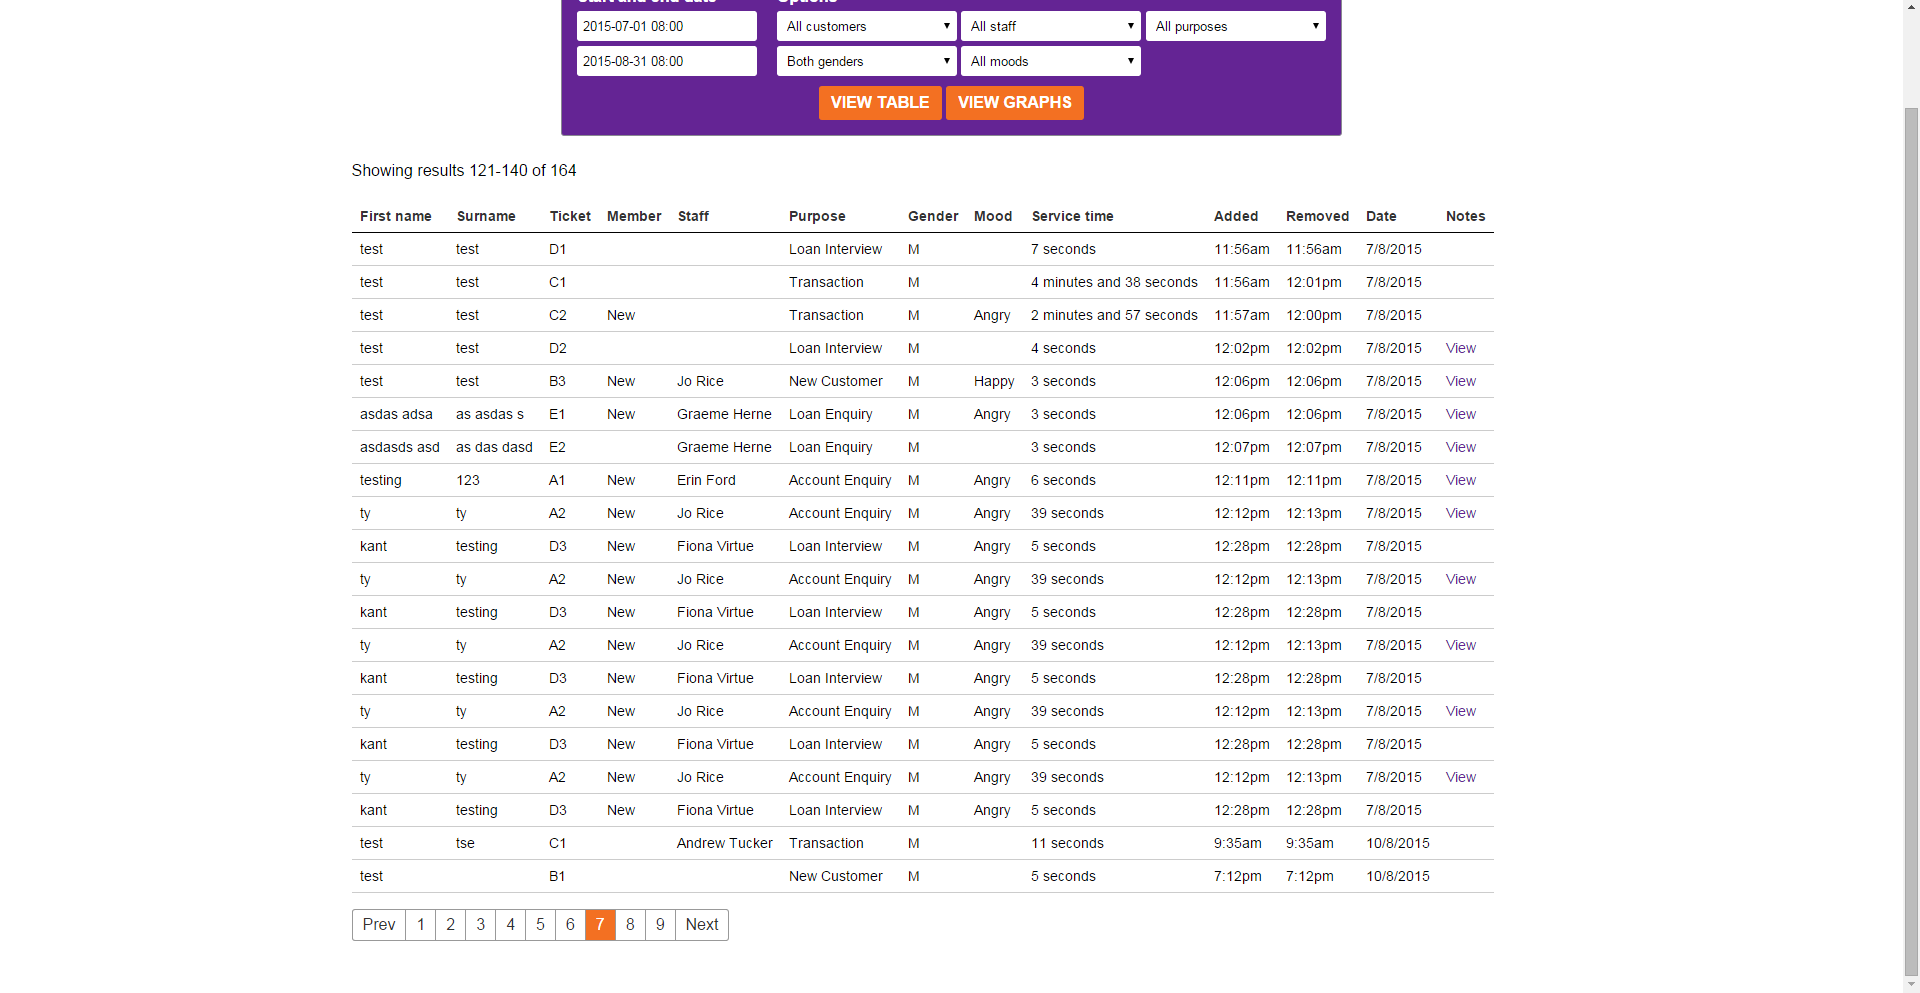 2015-07-01 08:00 All customers All staff All purposes
2015-08-31 08:00 Both genders All moods
VIEW TABLE VIEW GRAPHS
Showing results 121-140 of 164
First name Surname Ticket Member Staff Purpose Gender Mood Service time Added Removed Date Notes
test test D1 Loan Interview M 7 seconds 11:56am 11:56am 7/8/2015
test test C1 Transaction M 4 minutes and 38 seconds 11:56am 12:01pm 7/8/2015
test test C2 New Transaction M Angry 2 minutes and 57 seconds 11:57am 12:00pm 7/8/2015
test test D2 Loan Interview M 4 seconds 12:02pm 12:02pm 7/8/2015 View
test test B3 New Jo Rice New Customer M Happy 3 seconds 12:06pm 12:06pm 7/8/2015 View
asdas adsa as asdas s E1 New Graeme Herne Loan Enquiry M Angry 3 seconds 12:06pm 12:06pm 7/8/2015 View
asdasds asd as das dasd E2 Graeme Herne Loan Enquiry M 3 seconds 12:07pm 12:07pm 7/8/2015 View
testing 123 A1 New Erin Ford Account Enquiry M Angry 6 seconds 12:11pm 12:11pm 7/8/2015 View
ty ty A2 New Jo Rice Account Enquiry M Angry 39 seconds 12:12pm 12:13pm 7/8/2015 View
kant testing D3 New Fiona Virtue Loan Interview M Angry 5 seconds 12:28pm 12:28pm 7/8/2015
ty ty A2 New Jo Rice Account Enquiry M Angry 39 seconds 12:12pm 12:13pm 7/8/2015 View
kant testing D3 New Fiona Virtue Loan Interview M Angry 5 seconds 12:28pm 12:28pm 7/8/2015
ty ty A2 New Jo Rice Account Enquiry M Angry 39 seconds 12:12pm 12:13pm 7/8/2015 View
kant testing D3 New Fiona Virtue Loan Interview M Angry 5 seconds 12:28pm 12:28pm 7/8/2015
ty ty A2 New Jo Rice Account Enquiry M Angry 39 seconds 12:12pm 12:13pm 7/8/2015 View
kant testing D3 New Fiona Virtue Loan Interview M Angry 5 seconds 12:28pm 12:28pm 7/8/2015
ty ty A2 New Jo Rice Account Enquiry M Angry 39 seconds 12:12pm 12:13pm 7/8/2015 View
kant testing D3 New Fiona Virtue Loan Interview M Angry 5 seconds 12:28pm 12:28pm 7/8/2015
test tse C1 Andrew Tucker Transaction M 11 seconds 9:35am 9:35am 10/8/2015
test B1 New Customer M 5 seconds 7:12pm 7:12pm 10/8/2015
Prev 1 2 3 4 5 6 7 8 9 Next